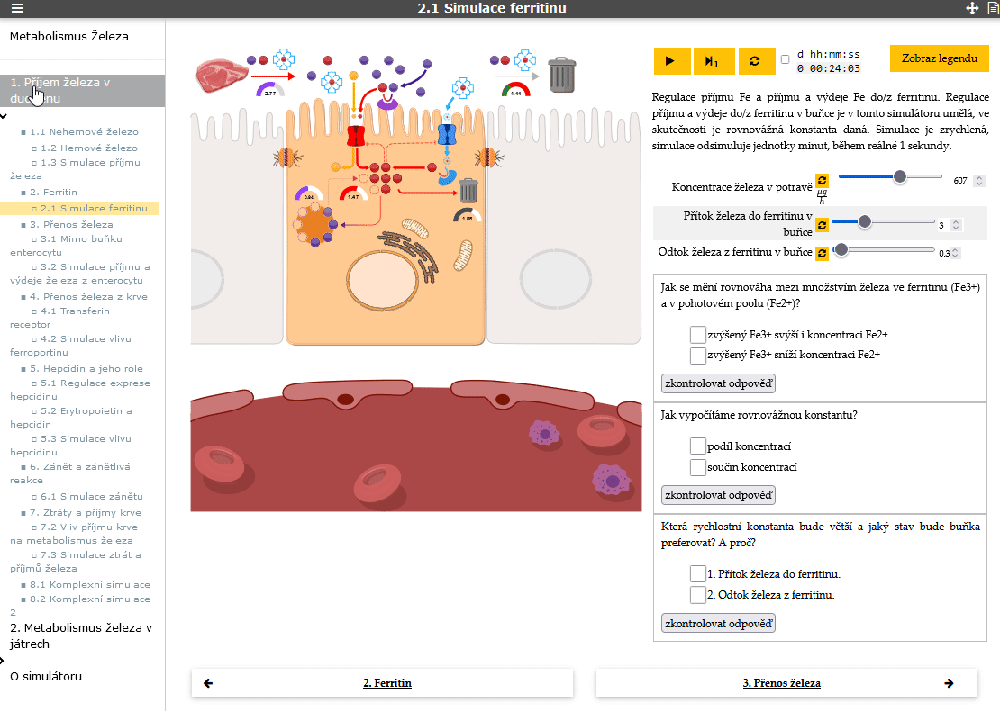 2.1 Simulace ferritinu
Metabolismus Železa
1. Příjem železa v
duodenu
1.1 Nehemové železo
1.2 Hemové železo
1.3 Simulace příjmu
železa
2. Ferritin
2.1 Simulace ferritinu
3. Přenos železa
3.1 Mimo buňku
enterocytu
3.2 Simulace příjmu a
výdeje železa z enterocytu
4. Přenos železa z krve
4.1 Transferin
receptor
4.2 Simulace vlivu
ferroportinu
5. Hepcidin a jeho role
5.1 Regulace exprese
hepcidinu
5.2 Erytropoietin a
hepcidin
5.3 Simulace vlivu
hepcidinu
6. Zánět a zánětlivá
reakce
6.1 Simulace zánětu
7. Ztráty a příjmy krve
7.2 Vliv příjmu krve
na metabolismus železa
7.3 Simulace ztrát a
příjmů železa
8.1 Komplexní simulace
8.2 Komplexní simulace
2
2. Metabolismus železa v
játrech
O simulátoru
2.77
1.44
0.94
1.47
1.08
1
d hh:mm:ss
0 00:24:03
Zobraz legendu
Regulace příjmu Fe a příjmu a výdeje Fe do/z ferritinu. Regulace
příjmu a výdeje do/z ferritinu v buňce je v tomto simulátoru umělá, ve
skutečnosti je rovnovážná konstanta daná. Simulace je zrychlená,
simulace odsimuluje jednotky minut, během reálné 1 sekundy.
Koncentrace železa v potravě µg/h 607
Přítok železa do ferritinu v
buňce 3
Odtok železa z ferritinu v buňce 0.3
Jak se mění rovnováha mezi množstvím železa ve ferritinu (Fe3+)
a v pohotovém poolu (Fe2+)?
zvýšený Fe3+ svýší i koncentraci Fe2+
zvýšený Fe3+ sníží koncentraci Fe2+
zkontrolovat odpověď
Jak vypočítáme rovnovážnou konstantu?
podíl koncentrací
součin koncentrací
zkontrolovat odpověď
Která rychlostní konstanta bude větší a jaký stav bude buňka
preferovat? A proč?
1. Přítok železa do ferritinu.
2. Odtok železa z ferritinu.
zkontrolovat odpověď
2. Ferritin
3. Přenos železa